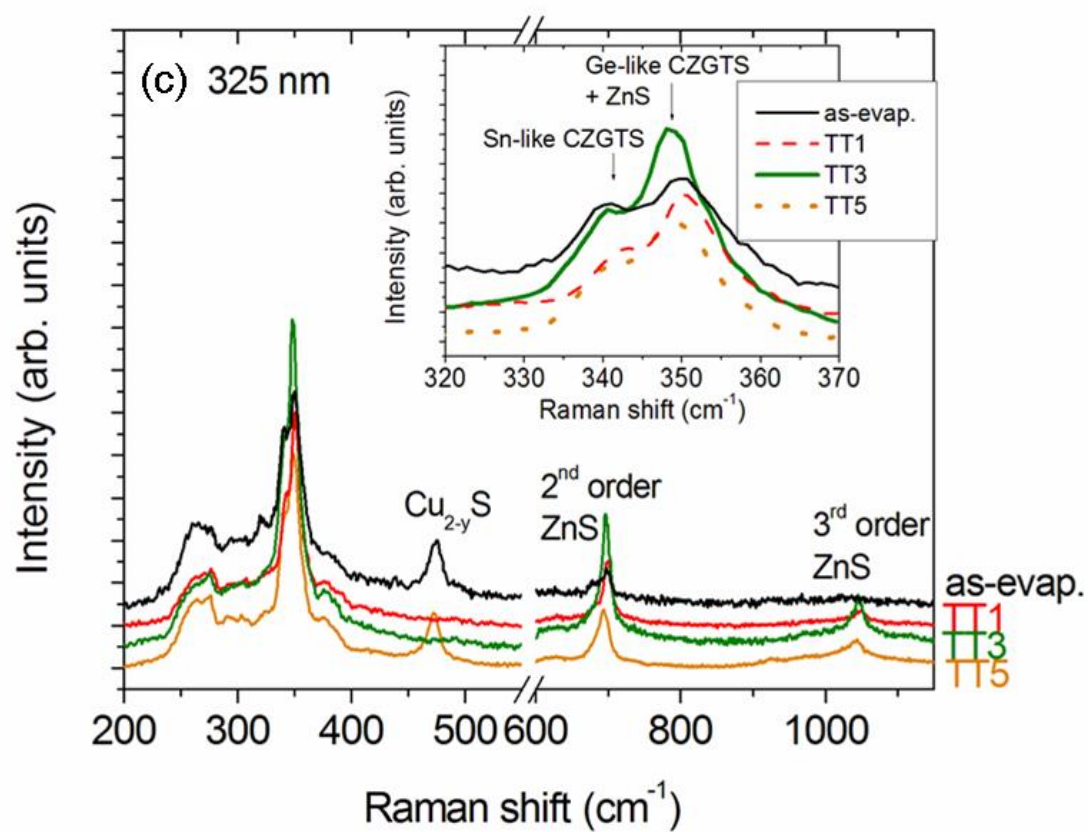 (c) 325 nm
Ge-like CZGTS
+ ZnS
Sn-like CZGTS
as-evap.
TT1
TT3
TT5
Intensity (arb. units)
320 330 340 350 360 370
Raman shift (cm⁻¹)
Intensity (arb. units)
Cu₂₋yS
2ⁿᵈ order
ZnS
3ʳᵈ order
ZnS
as-evap.
TT1
TT3
TT5
200 300 400 500 600 800 1000
Raman shift (cm⁻¹)